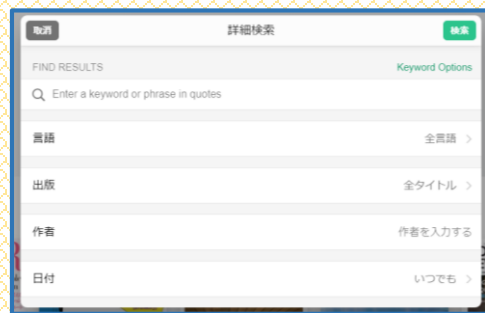 取消 詳細検索 検索
FIND RESULTS Keyword Options
Enter a keyword or phrase in quotes
言語 全言語
出版 全タイトル
作者 作者を入力する
日付 いつでも